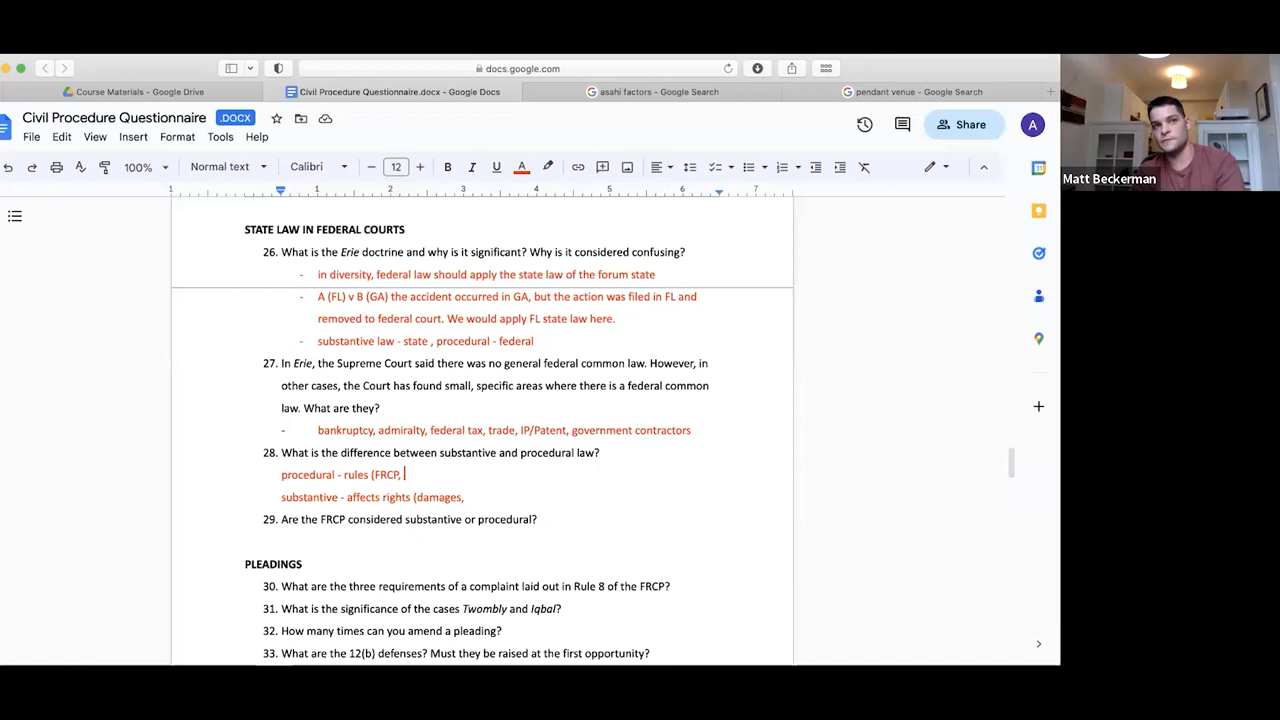 docs.google.com
Course Materials – Google Drive
Civil Procedure Questionnaire.docx - Google Docs
asahi factors - Google Search
pendant venue - Google Search
Civil Procedure Questionnaire .DOCX
Share
A
File Edit View Insert Format Tools Help
100% Normal text Calibri 12 B I U A
1 1 2 3 4 5 6 7
Matt Beckerman
STATE LAW IN FEDERAL COURTS
26. What is the Erie doctrine and why is it significant? Why is it considered confusing?
- in diversity, federal law should apply the state law of the forum state
- A (FL) v B (GA) the accident occurred in GA, but the action was filed in FL and
removed to federal court. We would apply FL state law here.
- substantive law - state , procedural - federal
27. In Erie, the Supreme Court said there was no general federal common law. However, in
other cases, the Court has found small, specific areas where there is a federal common
law. What are they?
- bankruptcy, admiralty, federal tax, trade, IP/Patent, government contractors
28. What is the difference between substantive and procedural law?
procedural - rules (FRCP,
substantive - affects rights (damages,
29. Are the FRCP considered substantive or procedural?
PLEADINGS
30. What are the three requirements of a complaint laid out in Rule 8 of the FRCP?
31. What is the significance of the cases Twombly and Iqbal?
32. How many times can you amend a pleading?
33. What are the 12(b) defenses? Must they be raised at the first opportunity?